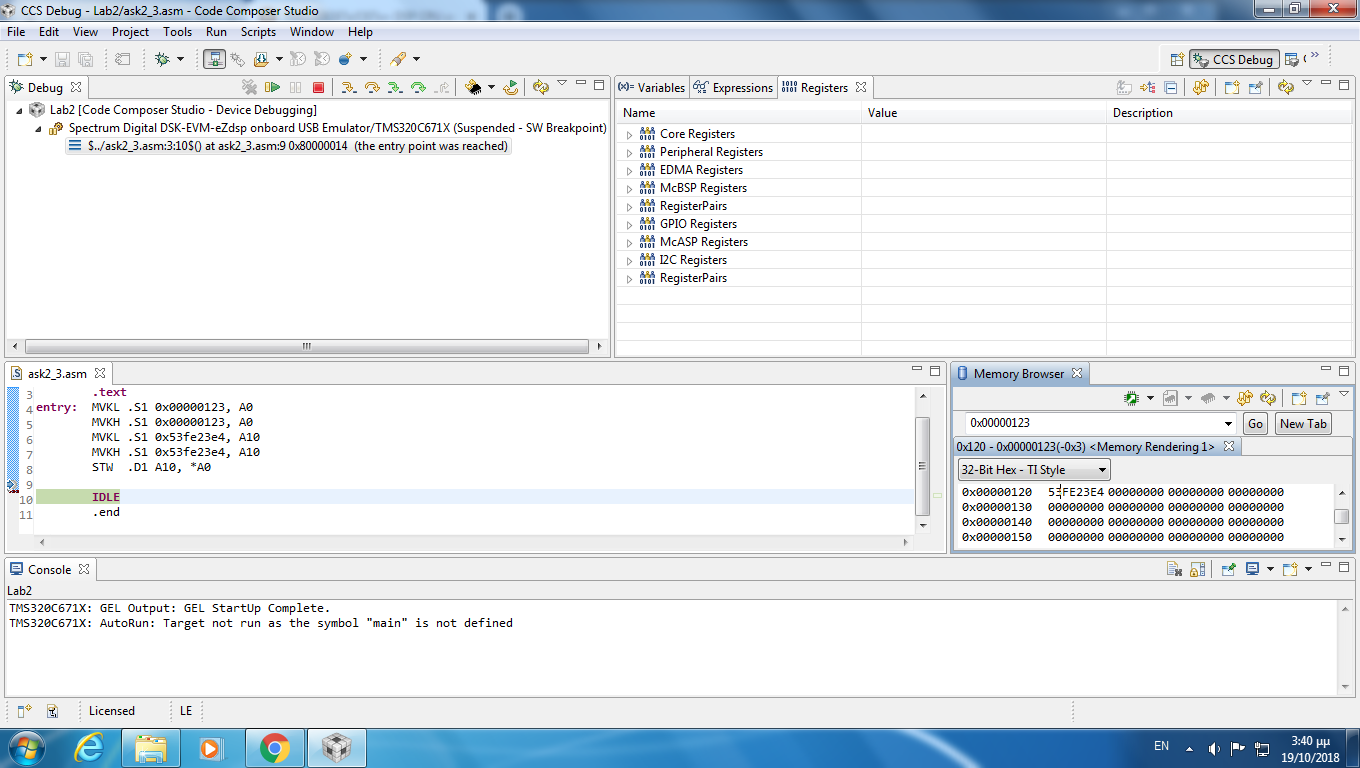 CCS Debug - Lab2/ask2_3.asm - Code Composer Studio
File Edit View Project Tools Run Scripts Window Help
CCS Debug
Debug
Lab2 [Code Composer Studio - Device Debugging]
Spectrum Digital DSK-EVM-eZdsp onboard USB Emulator/TMS320C671X (Suspended - SW Breakpoint)
$../ask2_3.asm:3:10$() at ask2_3.asm:9 0x80000014 (the entry point was reached)
(x)= Variables Expressions Registers
Name Value Description
Core Registers
Peripheral Registers
EDMA Registers
McBSP Registers
RegisterPairs
GPIO Registers
McASP Registers
I2C Registers
RegisterPairs
ask2_3.asm
3 .text
4 entry: MVKL .S1 0x00000123, A0
5 MVKH .S1 0x00000123, A0
6 MVKL .S1 0x53fe23e4, A10
7 MVKH .S1 0x53fe23e4, A10
8 STW .D1 A10, *A0
9
10 IDLE
11 .end
Memory Browser
0x00000123 Go New Tab
0x120 - 0x00000123(-0x3) <Memory Rendering 1>
32-Bit Hex - TI Style
0x00000120 53FE23E4 00000000 00000000 00000000
0x00000130 00000000 00000000 00000000 00000000
0x00000140 00000000 00000000 00000000 00000000
0x00000150 00000000 00000000 00000000 00000000
Console
Lab2
TMS320C671X: GEL Output: GEL StartUp Complete.
TMS320C671X: AutoRun: Target not run as the symbol "main" is not defined
Licensed LE
EN 3:40 μμ
19/10/2018